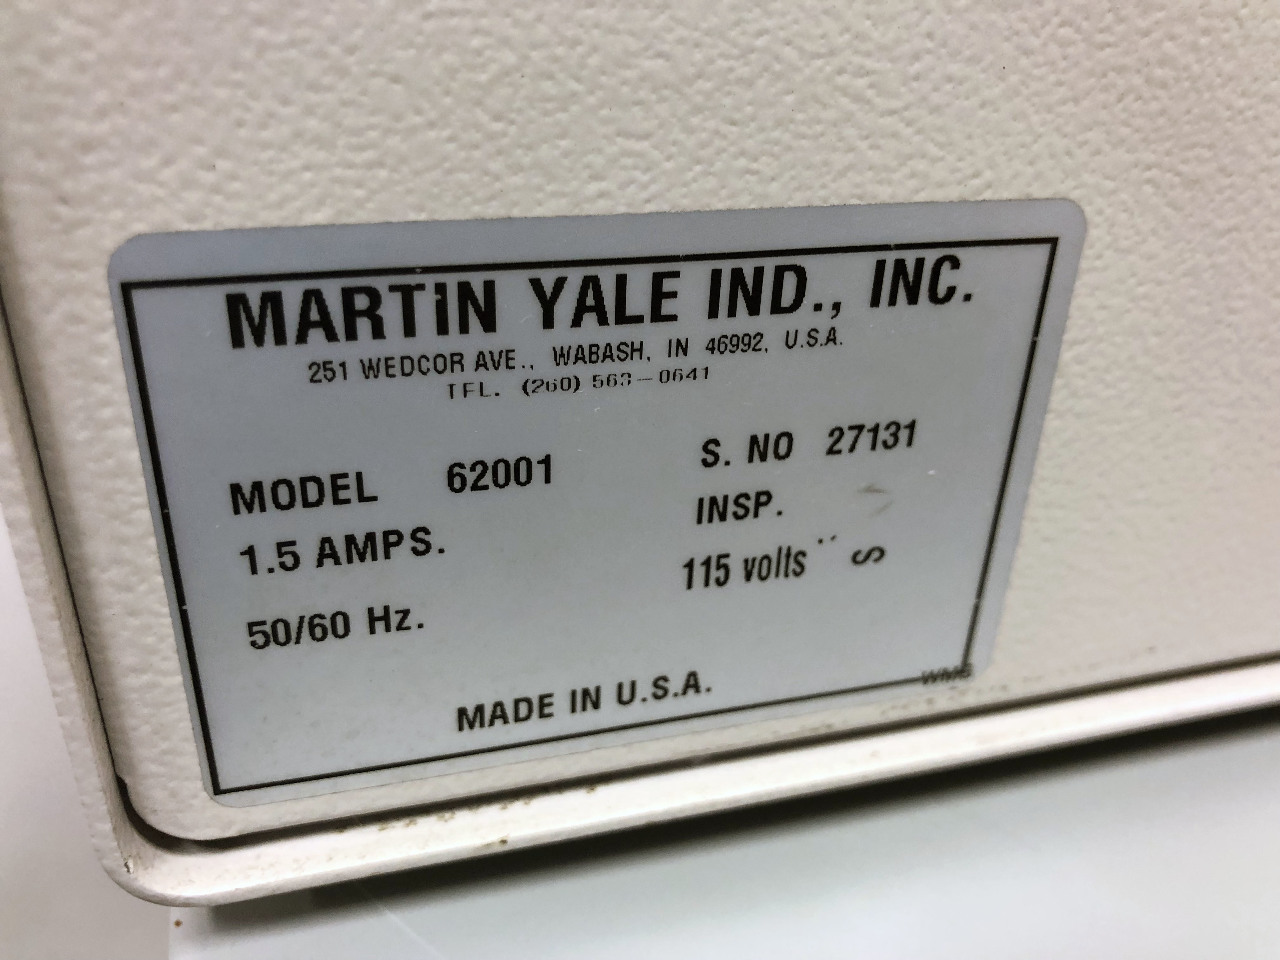 MARTIN YALE IND., INC.
251 WEDCOR AVE., WABASH, IN 46992, U.S.A.
TEL. (260) 563-0641
MODEL 62001 S. NO 27131
1.5 AMPS. INSP.
50/60 Hz. 115 volts S
MADE IN U.S.A.
WMS